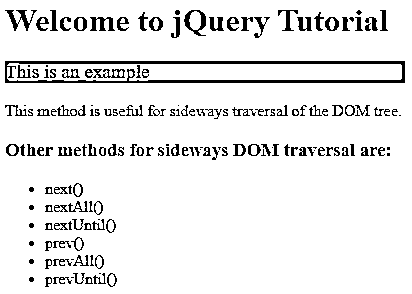 Welcome to jQuery Tutorial
This is an example
This method is useful for sideways traversal of the DOM tree.
Other methods for sideways DOM traversal are:
• next()
• nextAll()
• nextUntil()
• prev()
• prevAll()
• prevUntil()